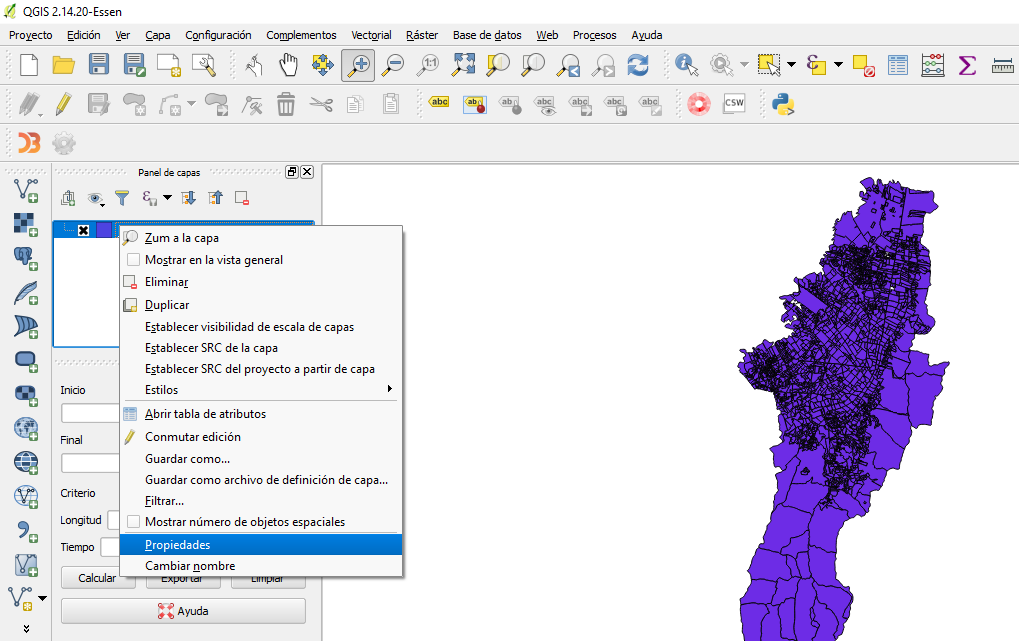 QGIS 2.14.20-Essen
Proyecto Edición Ver Capa Configuración Complementos Vectorial Ráster Base de datos Web Procesos Ayuda
1:1
abc abc abc abc abc abc abc CSW
Panel de capas
Zum a la capa
Mostrar en la vista general
Eliminar
Duplicar
Establecer visibilidad de escala de capas
Establecer SRC de la capa
Establecer SRC del proyecto a partir de capa
Estilos
Abrir tabla de atributos
Conmutar edición
Guardar como...
Guardar como archivo de definición de capa...
Filtrar...
Mostrar número de objetos espaciales
Propiedades
Cambiar nombre
Inicio
Final
Criterio
Longitud
Tiempo
Calcular Exportar Limpiar
Ayuda